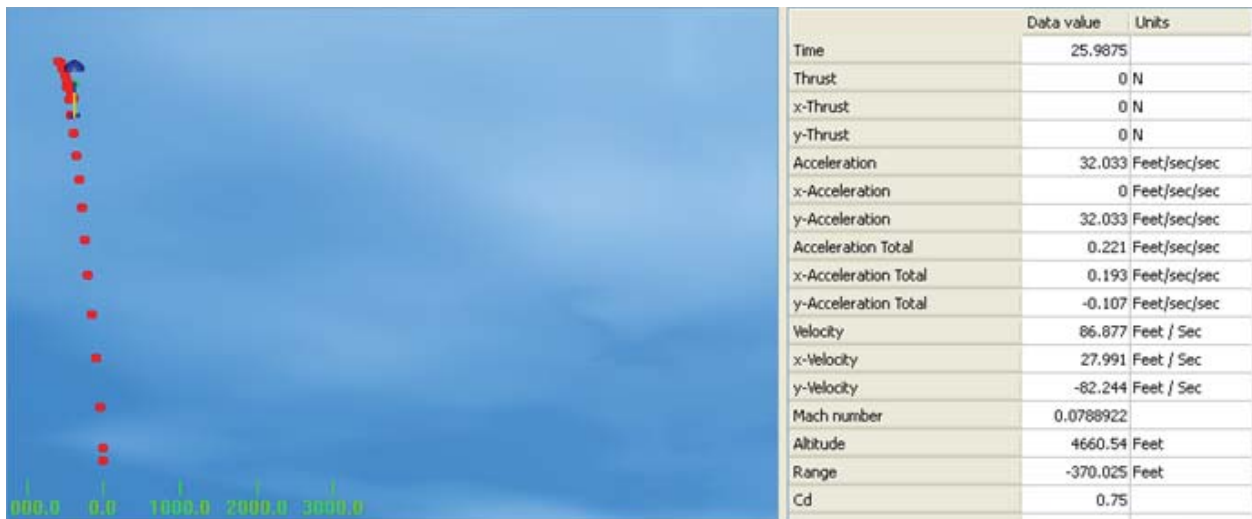 Data value Units
Time 25.9875
Thrust 0 N
x-Thrust 0 N
y-Thrust 0 N
Acceleration 32.033 Feet/sec/sec
x-Acceleration 0 Feet/sec/sec
y-Acceleration 32.033 Feet/sec/sec
Acceleration Total 0.221 Feet/sec/sec
x-Acceleration Total 0.193 Feet/sec/sec
y-Acceleration Total -0.107 Feet/sec/sec
Velocity 86.877 Feet / Sec
x-Velocity 27.991 Feet / Sec
y-Velocity -82.244 Feet / Sec
Mach number 0.0788922
Altitude 4660.54 Feet
Range -370.025 Feet
Cd 0.75
000.0 0.0 1000.0 2000.0 3000.0